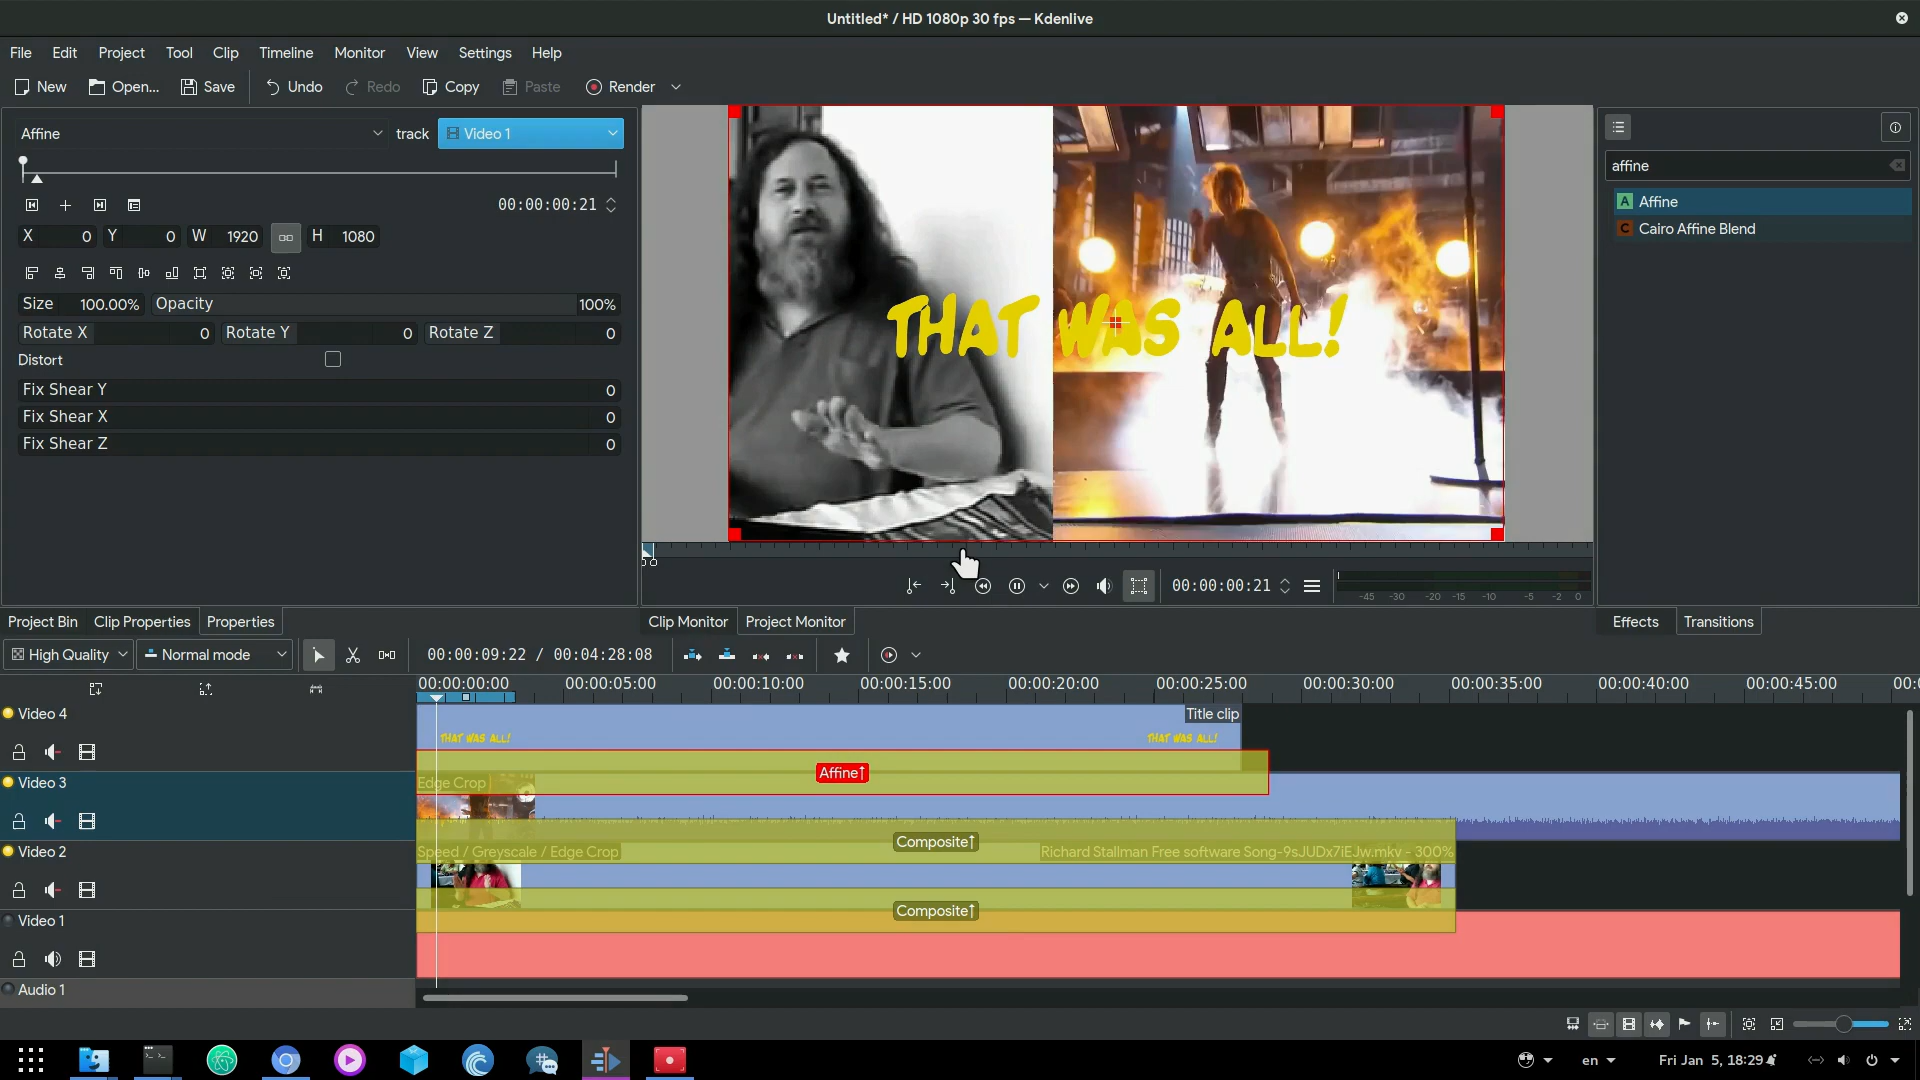 Untitled* / HD 1080p 30 fps — Kdenlive
File Edit Project Tool Clip Timeline Monitor View Settings Help
New Open... Save Undo Redo Copy Paste Render
Affine track Video 1
00:00:00:21
X 0 Y 0 W 1920 H 1080
Size 100.00% Opacity 100%
Rotate X 0 Rotate Y 0 Rotate Z 0
Distort
Fix Shear Y 0
Fix Shear X 0
Fix Shear Z 0
THAT WAS ALL!
affine
A Affine
C Cairo Affine Blend
00:00:00:21
-45 -30 -20 -15 -10 -5 -2 0
Project Bin Clip Properties Properties
Clip Monitor Project Monitor
Effects Transitions
High Quality Normal mode 00:00:09:22 / 00:04:28:08
00:00:00:00 00:00:05:00 00:00:10:00 00:00:15:00 00:00:20:00 00:00:25:00 00:00:30:00 00:00:35:00 00:00:40:00 00:00:45:00 00:0
Video 4
Title clip
THAT WAS ALL! THAT WAS ALL!
Affine↑
Video 3
Edge Crop
Composite↑
Video 2
Speed / Greyscale / Edge Crop
Richard Stallman Free software Song-9sJUDx7iEJw.mkv - 300%
Composite↑
Video 1
Audio 1
en Fri Jan 5, 18:29